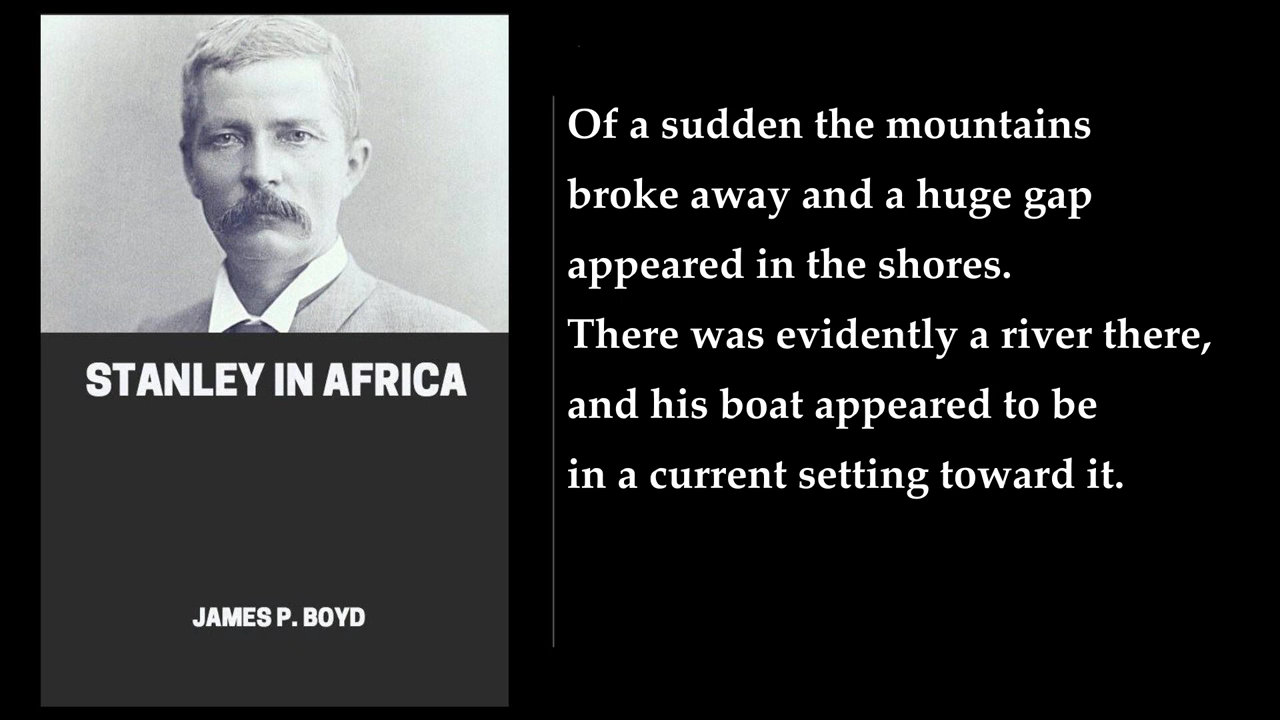 STANLEY IN AFRICA
JAMES P. BOYD
Of a sudden the mountains
broke away and a huge gap
appeared in the shores.
There was evidently a river there,
and his boat appeared to be
in a current setting toward it.